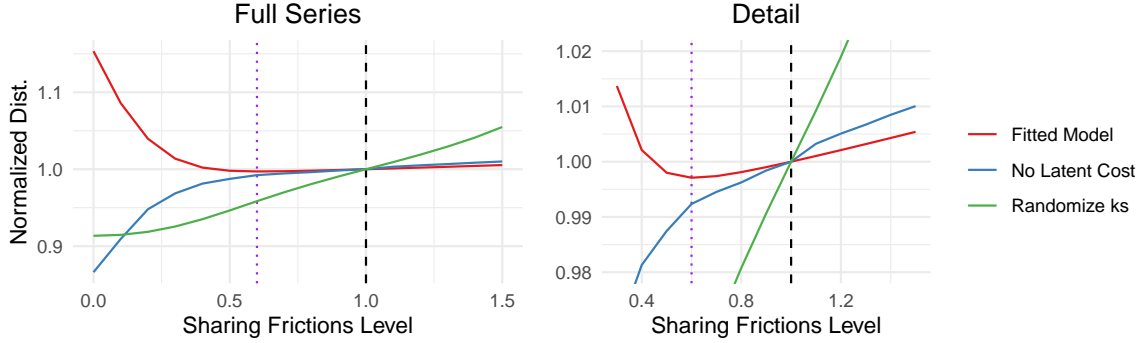 Full Series
Normalized Dist.
1.1
1.0
0.9
0.0
0.5
1.0
1.5
Sharing Frictions Level
Detail
1.02
1.01
1.00
0.99
0.98
0.4
0.8
1.2
Sharing Frictions Level
Fitted Model
No Latent Cost
Randomize ks